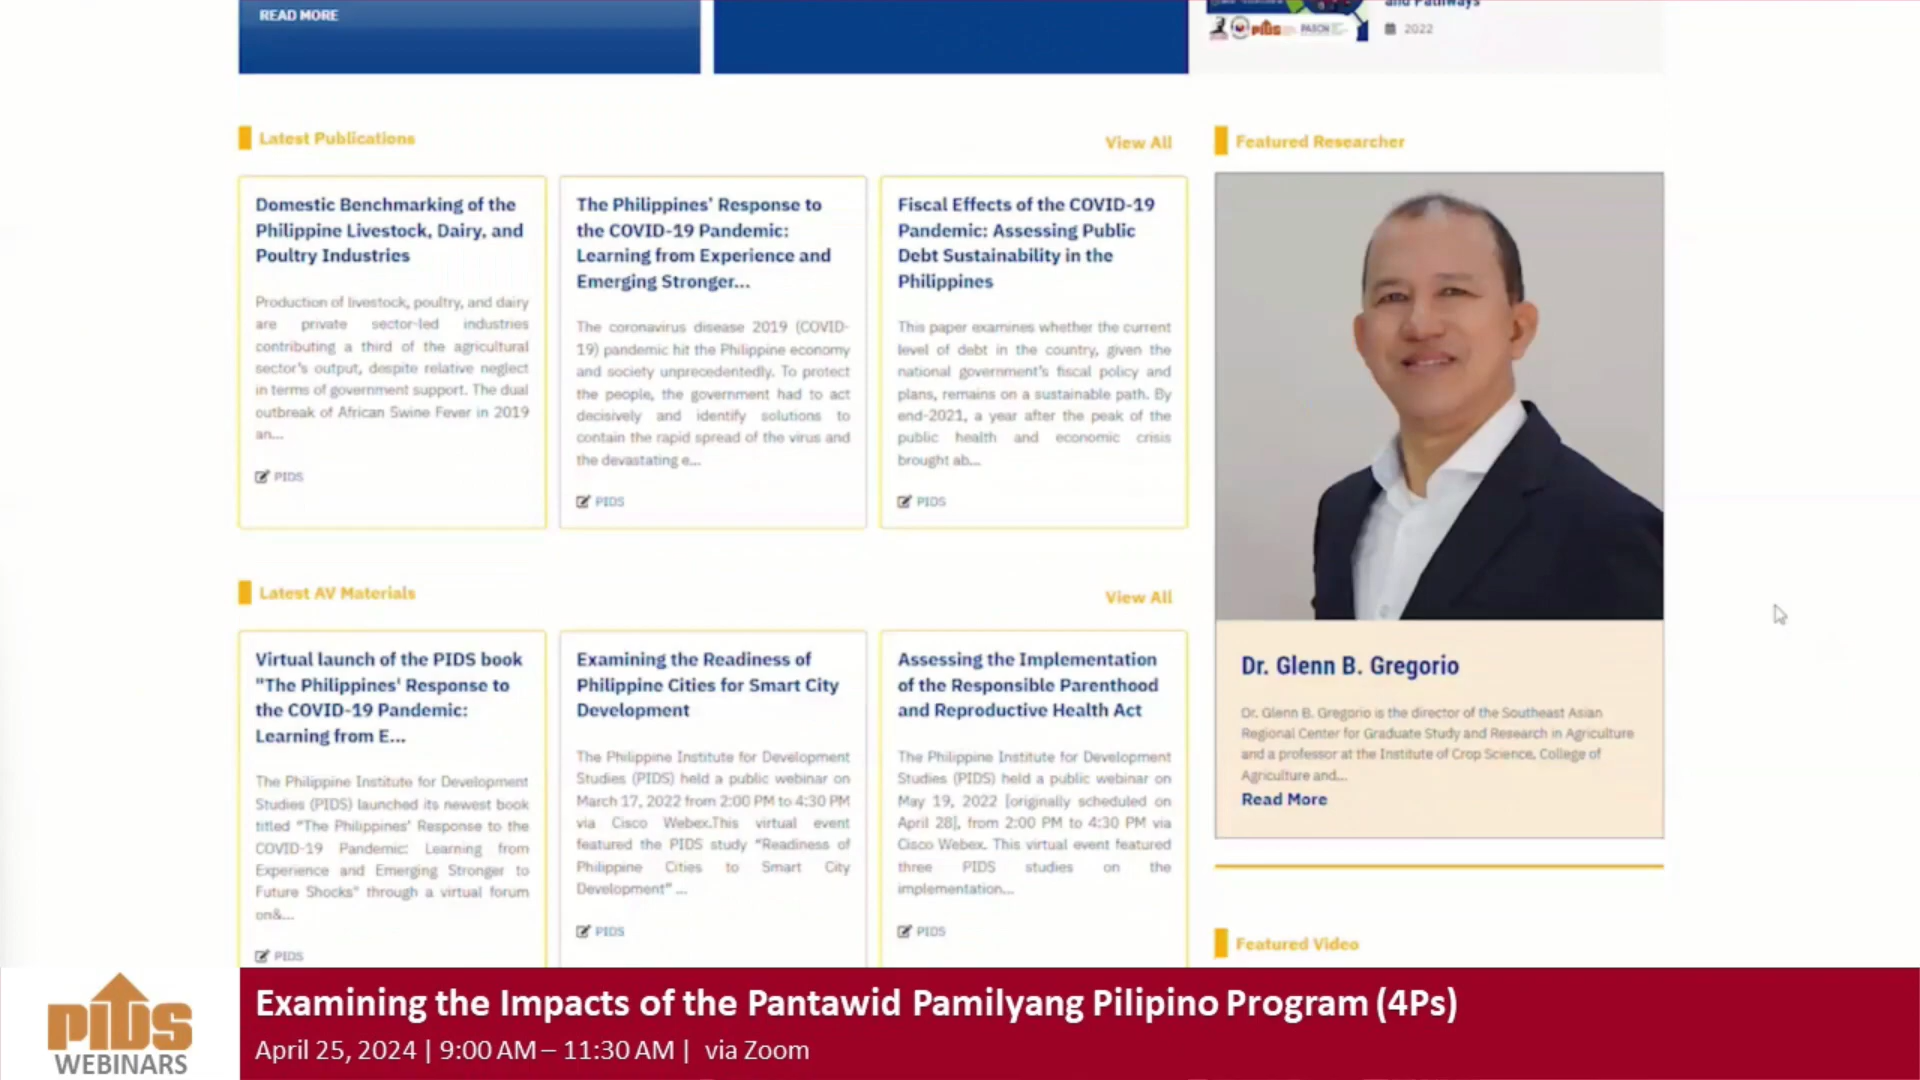 READ MORE
and Pathways
PIDS
PASCN
2022
Latest Publications
View All
Domestic Benchmarking of the
Philippine Livestock, Dairy, and
Poultry Industries
Production of livestock, poultry, and dairy
are private sector-led industries
contributing a third of the agricultural
sector's output, despite relative neglect
in terms of government support. The dual
outbreak of African Swine Fever in 2019
an...
PIDS
The Philippines' Response to
the COVID-19 Pandemic:
Learning from Experience and
Emerging Stronger...
The coronavirus disease 2019 (COVID-
19) pandemic hit the Philippine economy
and society unprecedentedly. To protect
the people, the government had to act
decisively and identify solutions to
contain the rapid spread of the virus and
the devastating e...
PIDS
Fiscal Effects of the COVID-19
Pandemic: Assessing Public
Debt Sustainability in the
Philippines
This paper examines whether the current
level of debt in the country, given the
national government's fiscal policy and
plans, remains on a sustainable path. By
end-2021, a year after the peak of the
public health and economic crisis
brought ab...
PIDS
Featured Researcher
Dr. Glenn B. Gregorio
Dr. Glenn B. Gregorio is the director of the Southeast Asian
Regional Center for Graduate Study and Research in Agriculture
and a professor at the Institute of Crop Science, College of
Agriculture and...
Read More
Latest AV Materials
View All
Virtual launch of the PIDS book
"The Philippines' Response to
the COVID-19 Pandemic:
Learning from E...
The Philippine Institute for Development
Studies (PIDS) launched its newest book
titled "The Philippines' Response to the
COVID-19 Pandemic: Learning from
Experience and Emerging Stronger to
Future Shocks" through a virtual forum
on&...
PIDS
Examining the Readiness of
Philippine Cities for Smart City
Development
The Philippine Institute for Development
Studies (PIDS) held a public webinar on
March 17, 2022 from 2:00 PM to 4:30 PM
via Cisco Webex.This virtual event
featured the PIDS study "Readiness of
Philippine Cities to Smart City
Development" ...
PIDS
Assessing the Implementation
of the Responsible Parenthood
and Reproductive Health Act
The Philippine Institute for Development
Studies (PIDS) held a public webinar on
May 19, 2022 [originally scheduled on
April 28], from 2:00 PM to 4:30 PM via
Cisco Webex. This virtual event featured
three PIDS studies on the
implementation...
PIDS
Featured Video
PIDS
WEBINARS
Examining the Impacts of the Pantawid Pamilyang Pilipino Program (4Ps)
April 25, 2024 | 9:00 AM – 11:30 AM | via Zoom